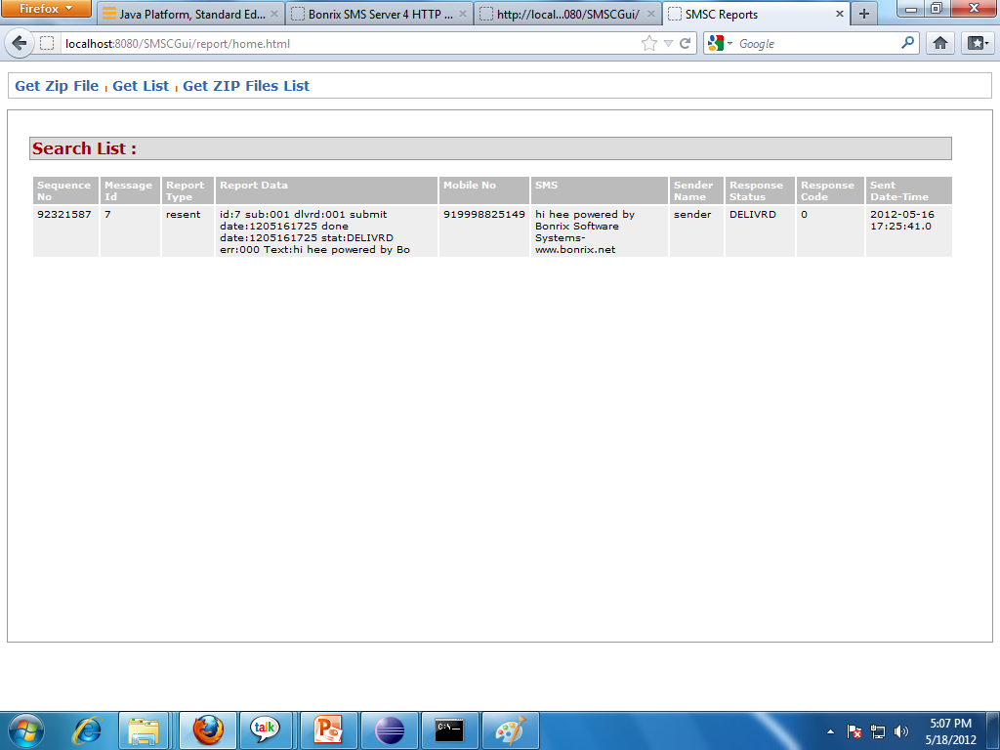 Firefox
Java Platform, Standard Ed...
Bonrix SMS Server 4 HTTP ...
http://local...080/SMSCGui/
SMSC Reports
localhost:8080/SMSCGui/report/home.html
Google
Get Zip File Get List Get ZIP Files List
Search List :
Sequence No
Message Id
Report Type
Report Data
Mobile No
SMS
Sender Name
Response Status
Response Code
Sent Date-Time
92321587
7
resent
id:7 sub:001 dlvrd:001 submit
date:1205161725 done
date:1205161725 stat:DELIVRD
err:000 Text:hi hee powered by Bo
919998825149
hi hee powered by
Bonrix Software
Systems-
www.bonrix.net
sender
DELIVRD
0
2012-05-16
17:25:41.0
talk
C:\_
5:07 PM
5/18/2012